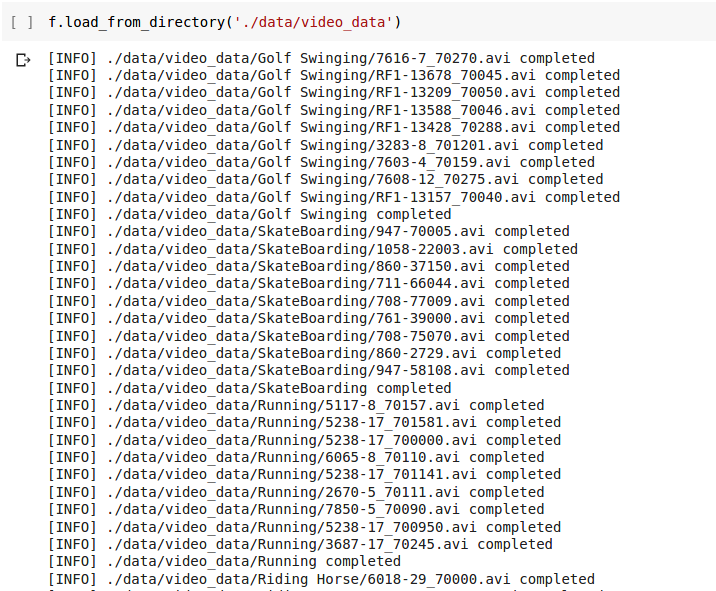 [ ] f.load_from_directory('./data/video_data')
[INFO] ./data/video_data/Golf Swinging/7616-7_70270.avi completed
[INFO] ./data/video_data/Golf Swinging/RF1-13678_70045.avi completed
[INFO] ./data/video_data/Golf Swinging/RF1-13209_70050.avi completed
[INFO] ./data/video_data/Golf Swinging/RF1-13588_70046.avi completed
[INFO] ./data/video_data/Golf Swinging/RF1-13428_70288.avi completed
[INFO] ./data/video_data/Golf Swinging/3283-8_701201.avi completed
[INFO] ./data/video_data/Golf Swinging/7603-4_70159.avi completed
[INFO] ./data/video_data/Golf Swinging/7608-12_70275.avi completed
[INFO] ./data/video_data/Golf Swinging/RF1-13157_70040.avi completed
[INFO] ./data/video_data/Golf Swinging completed
[INFO] ./data/video_data/SkateBoarding/947-70005.avi completed
[INFO] ./data/video_data/SkateBoarding/1058-22003.avi completed
[INFO] ./data/video_data/SkateBoarding/860-37150.avi completed
[INFO] ./data/video_data/SkateBoarding/711-66044.avi completed
[INFO] ./data/video_data/SkateBoarding/708-77009.avi completed
[INFO] ./data/video_data/SkateBoarding/761-39000.avi completed
[INFO] ./data/video_data/SkateBoarding/708-75070.avi completed
[INFO] ./data/video_data/SkateBoarding/860-2729.avi completed
[INFO] ./data/video_data/SkateBoarding/947-58108.avi completed
[INFO] ./data/video_data/SkateBoarding completed
[INFO] ./data/video_data/Running/5117-8_70157.avi completed
[INFO] ./data/video_data/Running/5238-17_701581.avi completed
[INFO] ./data/video_data/Running/5238-17_700000.avi completed
[INFO] ./data/video_data/Running/6065-8_70110.avi completed
[INFO] ./data/video_data/Running/5238-17_701141.avi completed
[INFO] ./data/video_data/Running/2670-5_70111.avi completed
[INFO] ./data/video_data/Running/7850-5_70090.avi completed
[INFO] ./data/video_data/Running/5238-17_700950.avi completed
[INFO] ./data/video_data/Running/3687-17_70245.avi completed
[INFO] ./data/video_data/Running completed
[INFO] ./data/video_data/Riding Horse/6018-29_70000.avi completed